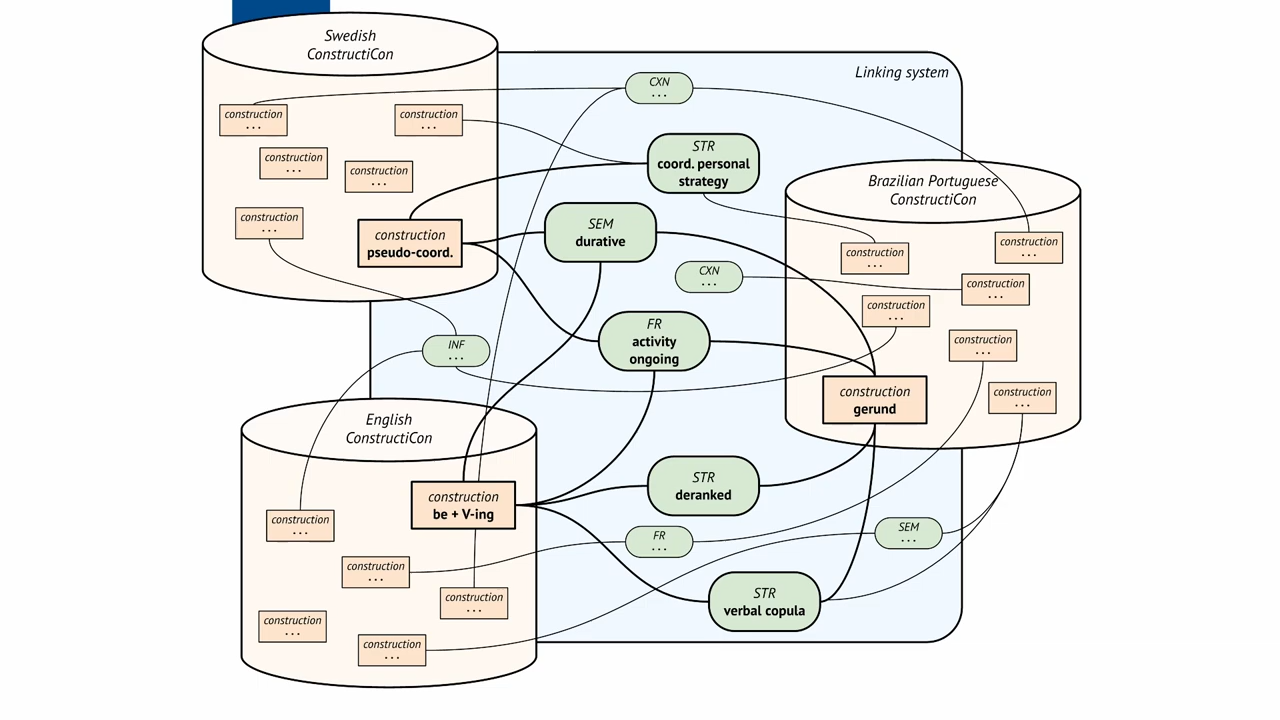 Swedish
ConstructiCon
construction
...
construction
...
construction
...
construction
...
construction
...
construction
pseudo-coord.
Linking system
CXN
...
STR
coord. personal
strategy
SEM
durative
CXN
...
FR
activity
ongoing
INF
...
STR
deranked
FR
...
SEM
...
STR
verbal copula
Brazilian Portuguese
ConstructiCon
construction
...
construction
...
construction
...
construction
...
construction
...
construction
gerund
construction
...
English
ConstructiCon
construction
be + V-ing
construction
...
construction
...
construction
...
construction
...
construction
...